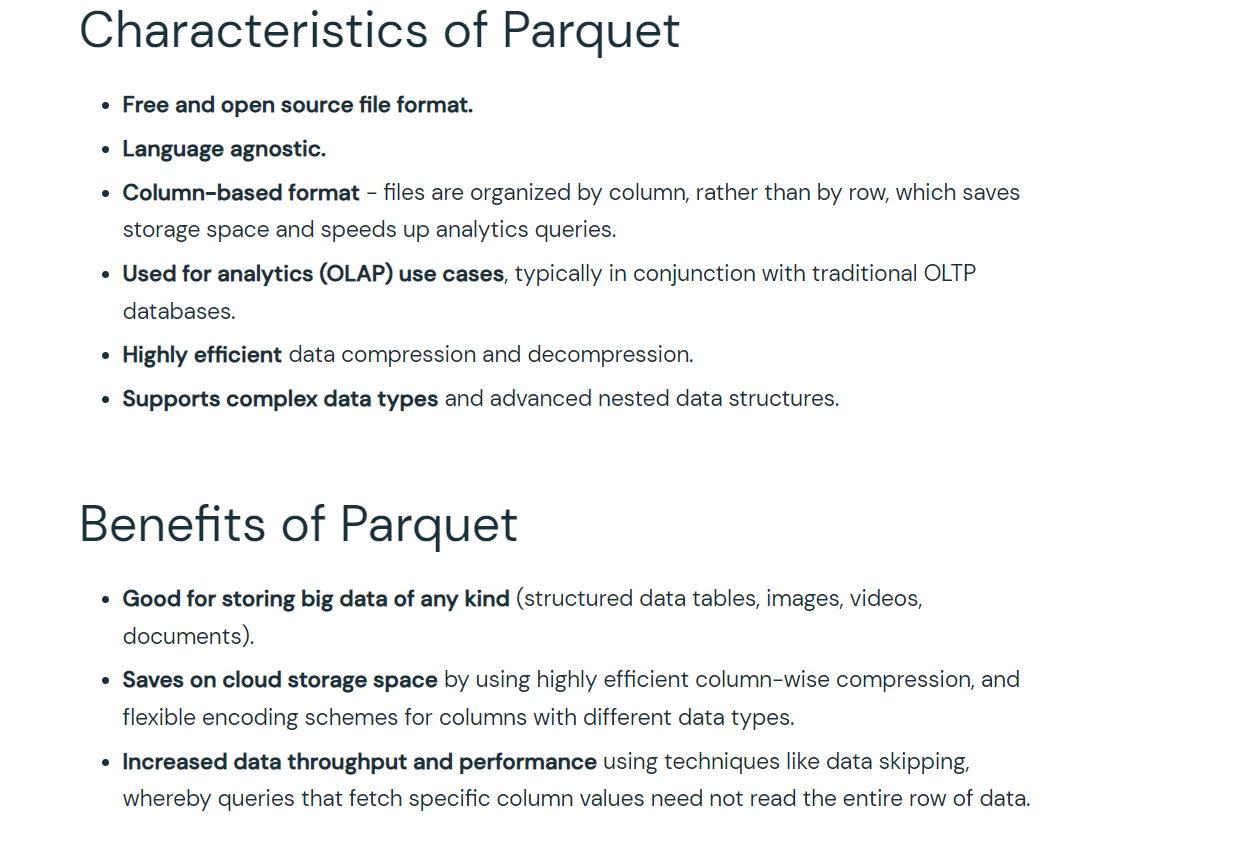 Characteristics of Parquet
• Free and open source file format.
• Language agnostic.
• Column-based format - files are organized by column, rather than by row, which saves
storage space and speeds up analytics queries.
• Used for analytics (OLAP) use cases, typically in conjunction with traditional OLTP
databases.
• Highly efficient data compression and decompression.
• Supports complex data types and advanced nested data structures.
Benefits of Parquet
• Good for storing big data of any kind (structured data tables, images, videos,
documents).
• Saves on cloud storage space by using highly efficient column-wise compression, and
flexible encoding schemes for columns with different data types.
• Increased data throughput and performance using techniques like data skipping,
whereby queries that fetch specific column values need not read the entire row of data.